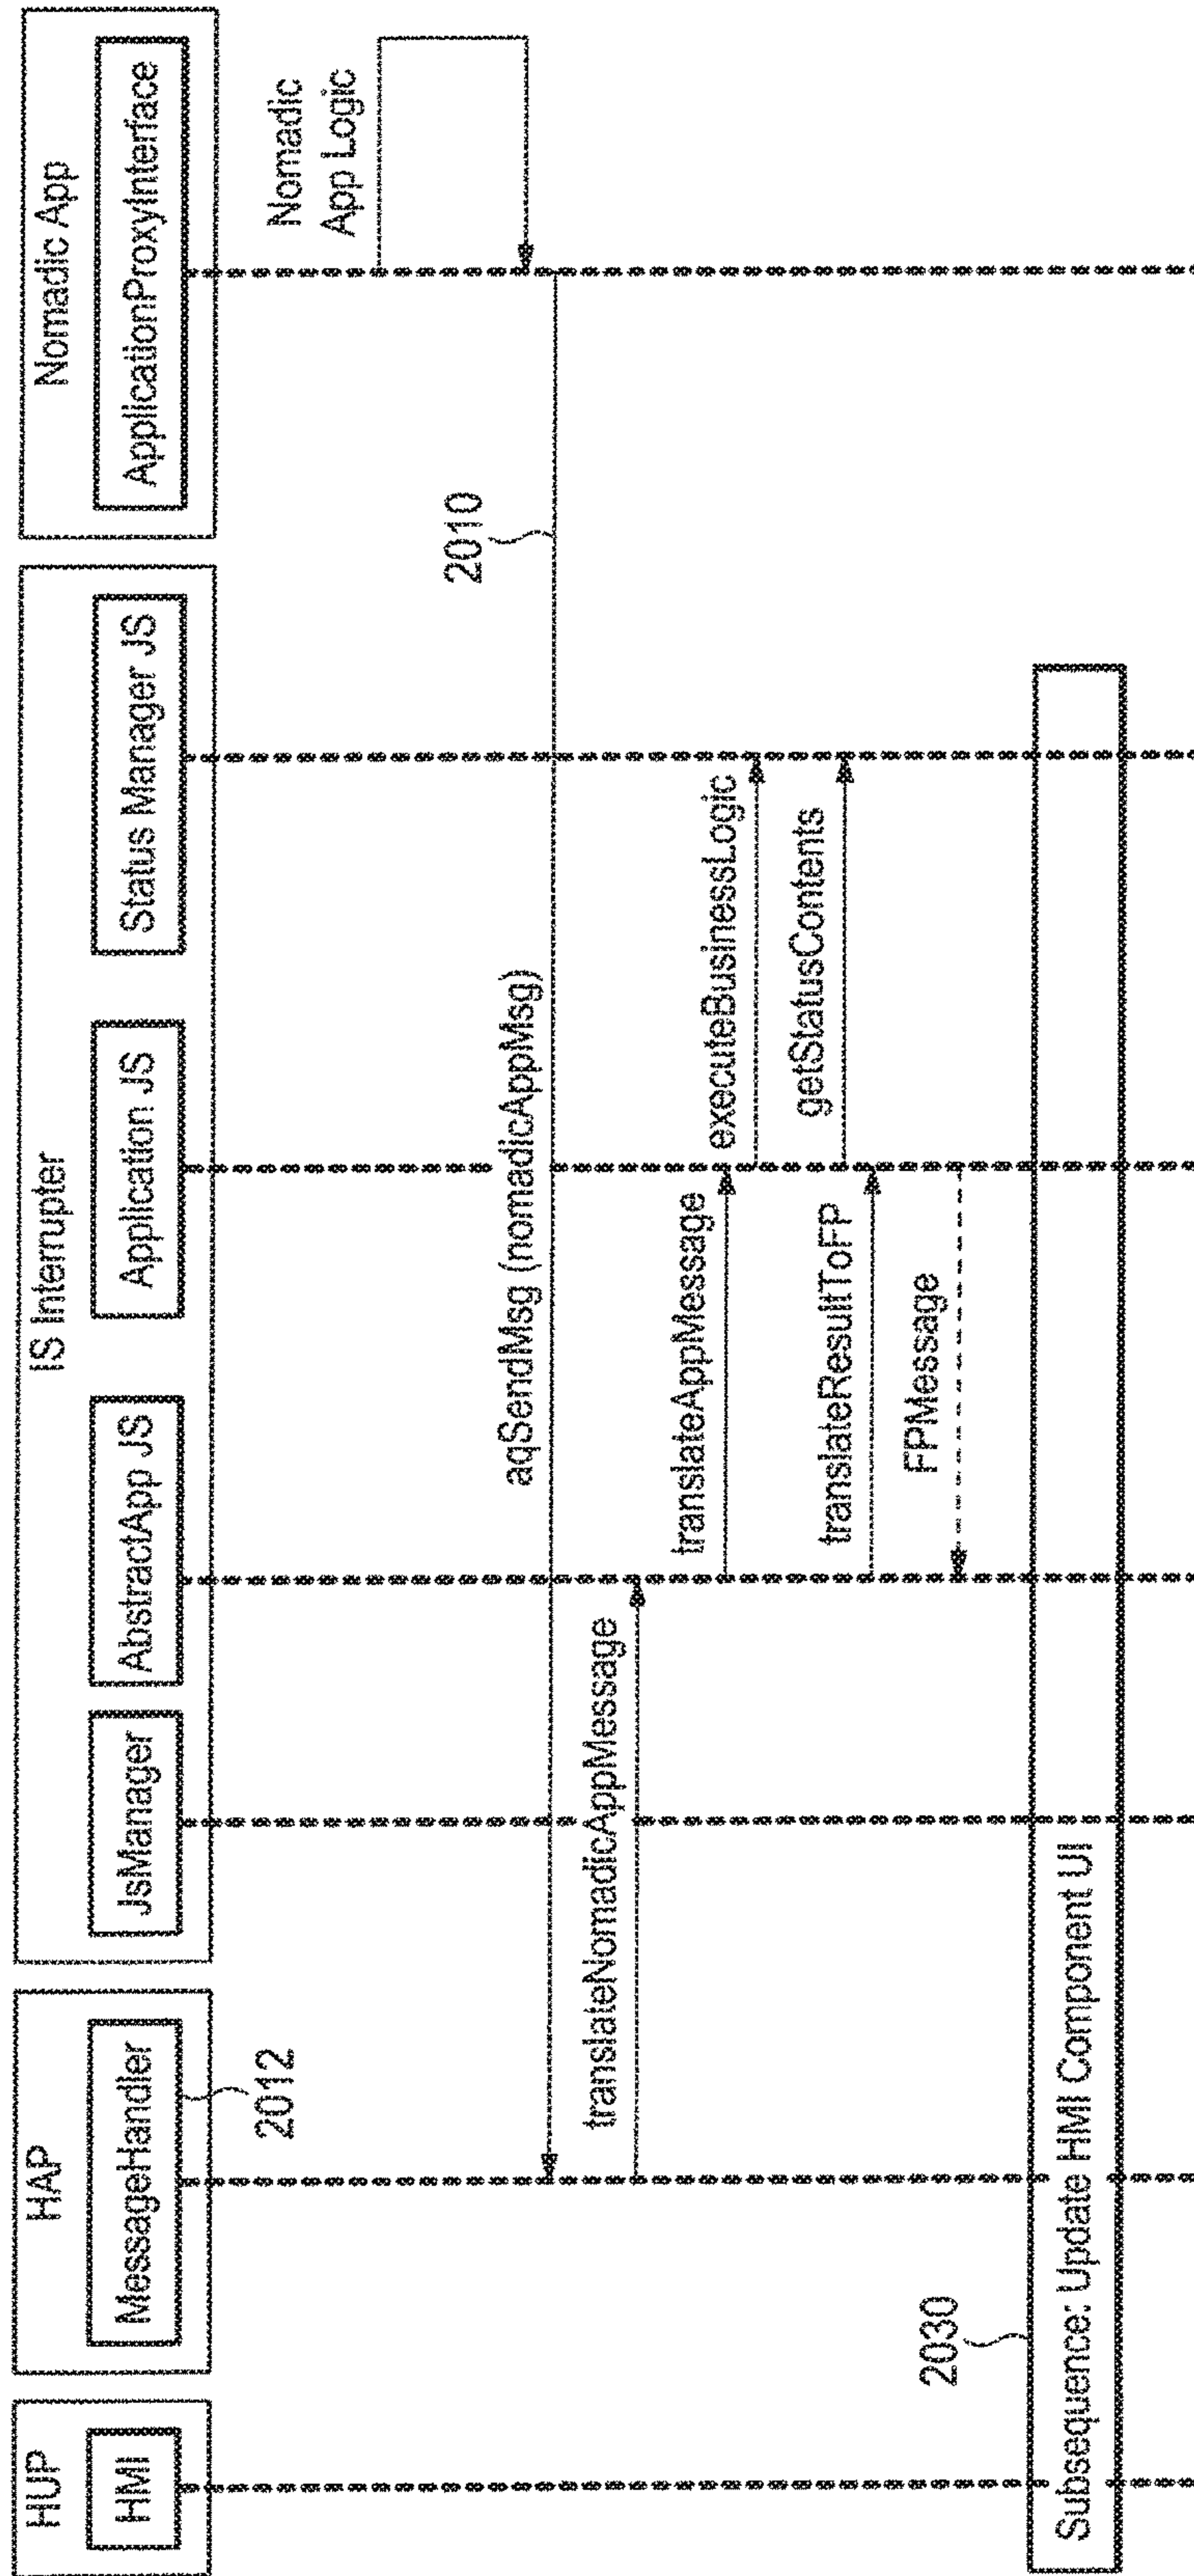 HUP
HAP
IS Interrupter
Nomadic App
HMI
MessageHandler
JsManager
AbstractApp JS
Application JS
Status Manager JS
ApplicationProxyInterface
2012
Nomadic
App Logic
2010
aqSendMsg (nomadicAppMsg)
translateNomadicAppMessage
translateAppMessage
executeBusinessLogic
getStatusContents
translateResultToFP
FPMessage
2030
Subsequence: Update HMI Component UI